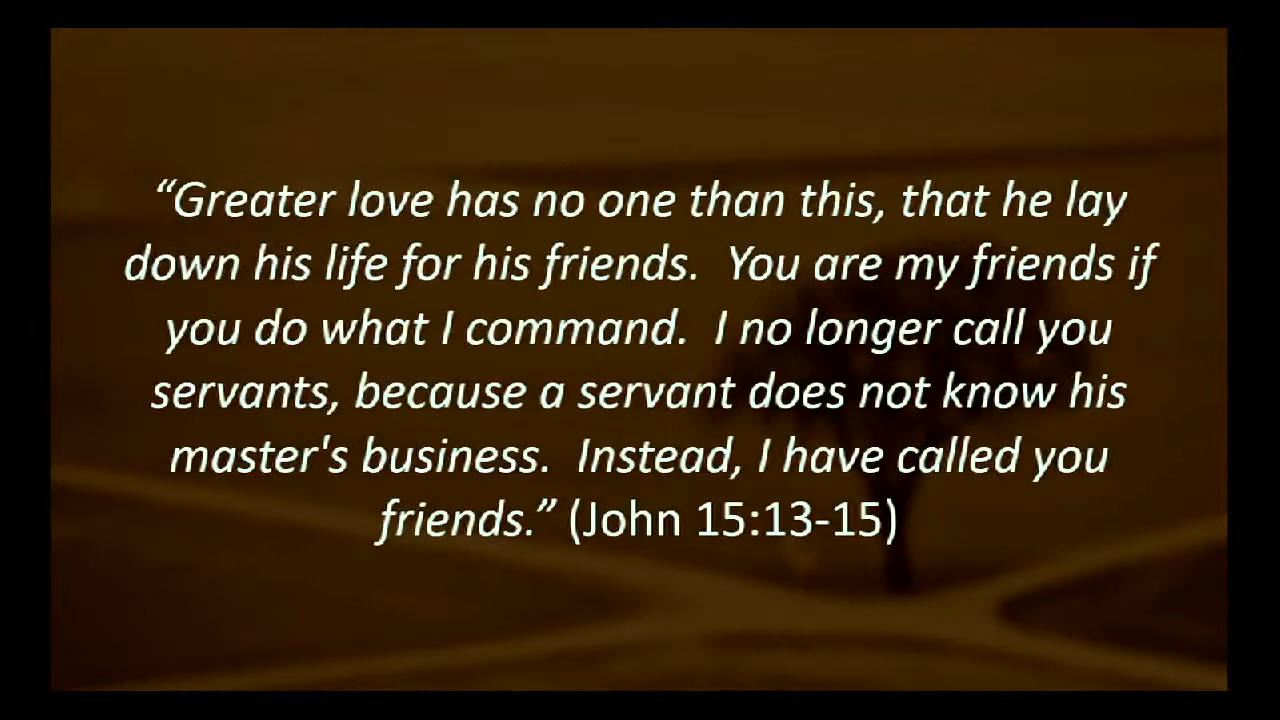 “Greater love has no one than this, that he lay
down his life for his friends.  You are my friends if
you do what I command.  I no longer call you
servants, because a servant does not know his
master's business.  Instead, I have called you
friends.” (John 15:13-15)